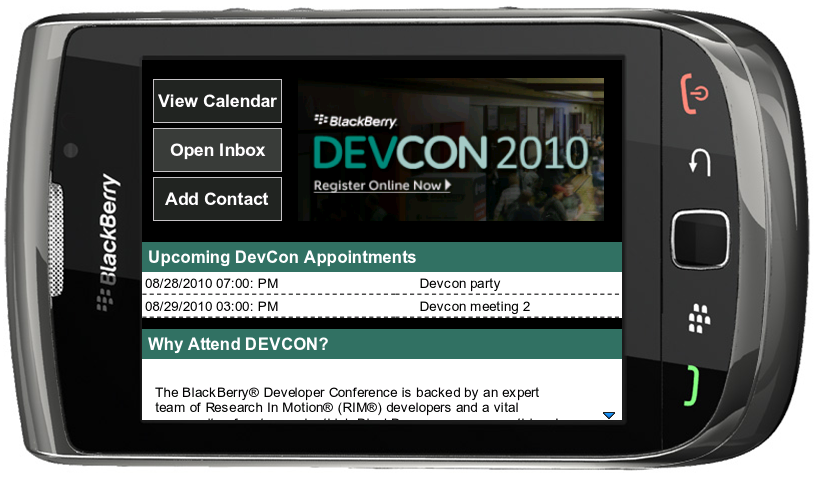 View Calendar
Open Inbox
Add Contact
BlackBerry
DEVCON 2010
Register Online Now
BlackBerry
Upcoming DevCon Appointments
08/28/2010 07:00: PM Devcon party
08/29/2010 03:00: PM Devcon meeting 2
Why Attend DEVCON?
The BlackBerry® Developer Conference is backed by an expert
team of Research In Motion® (RIM®) developers and a vital